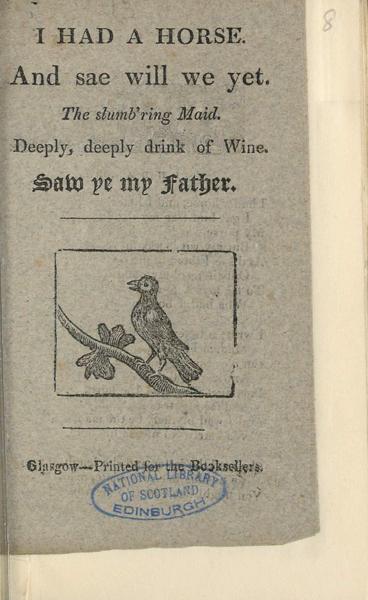 8
I HAD A HORSE.
And sae will we yet.
The slumb'ring Maid.
Deeply, deeply drink of Wine.
Saw ye my Father.
Glasgow—Printed for the Booksellers.
NATIONAL LIBRARY
OF SCOTLAND
EDINBURGH